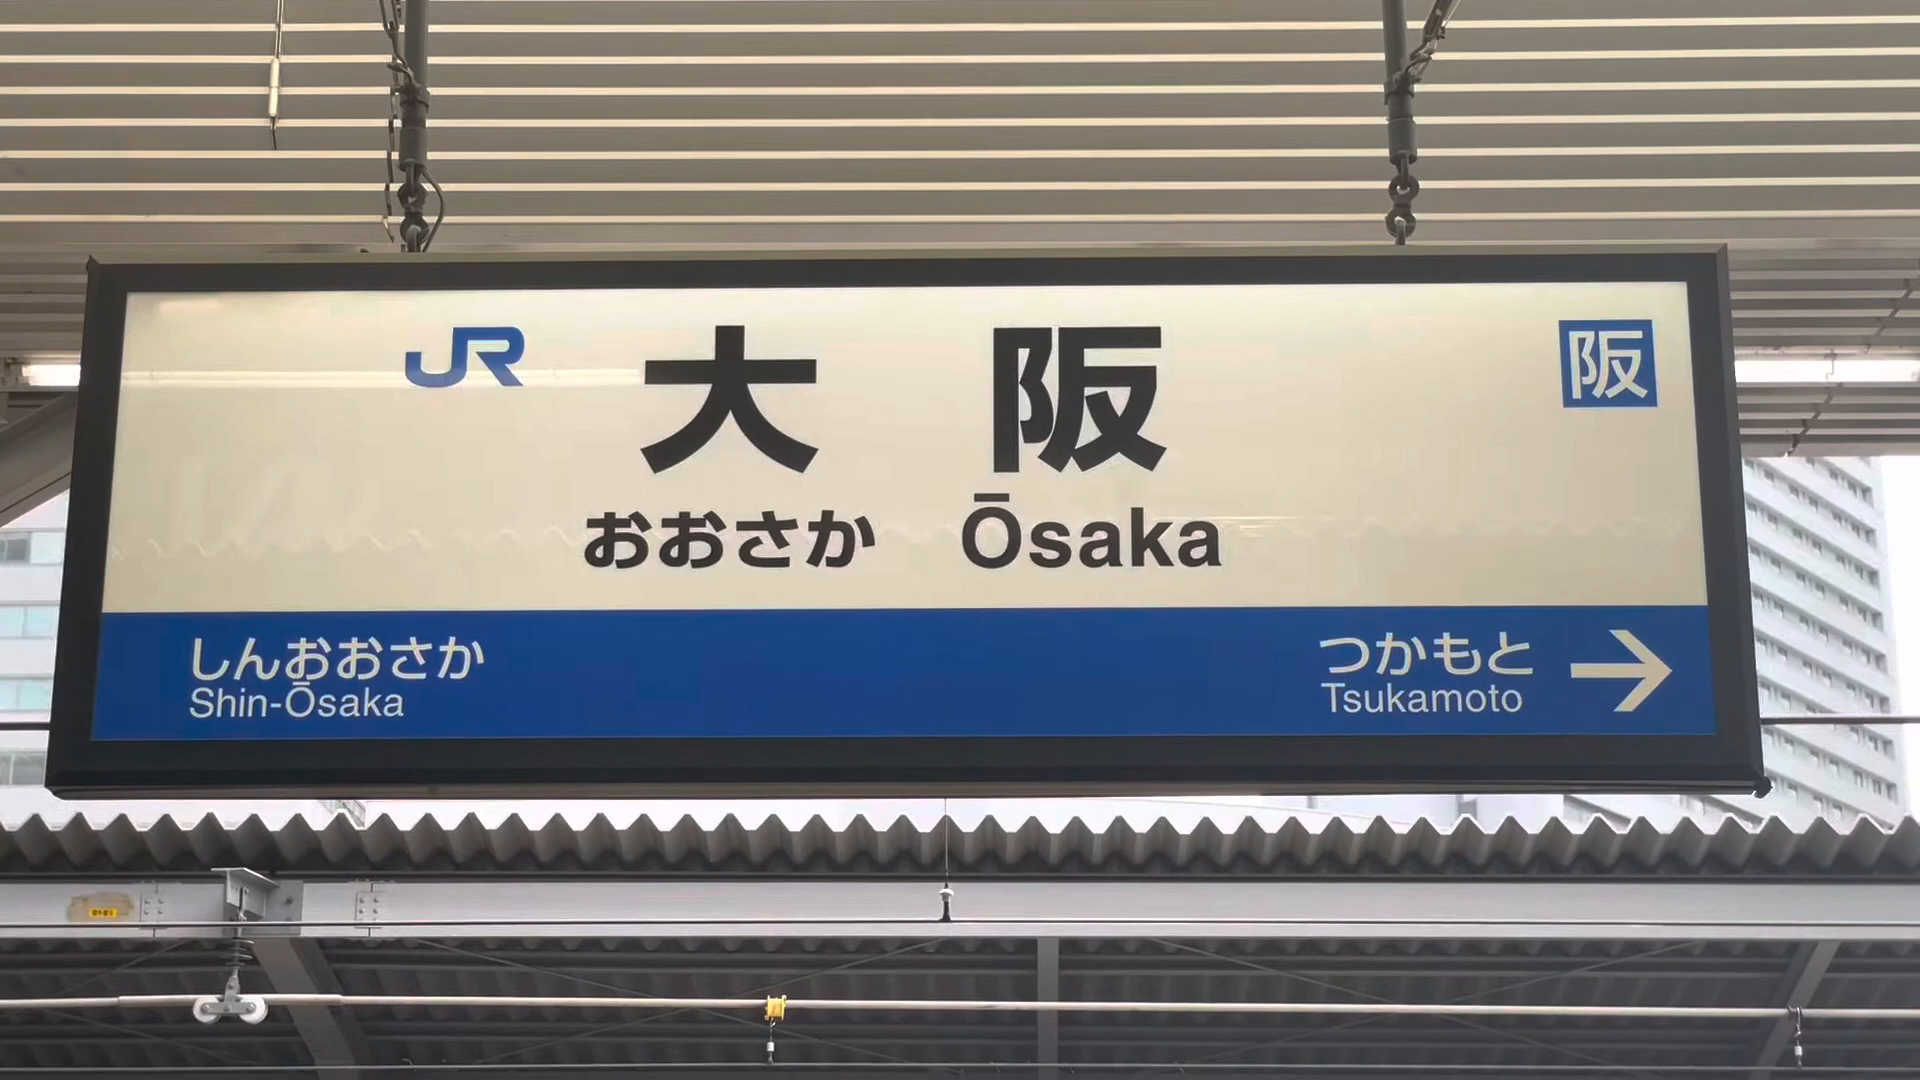 JR 大阪 阪
おおさか Ōsaka
しんおおさか
Shin-Ōsaka
つかもと →
Tsukamoto